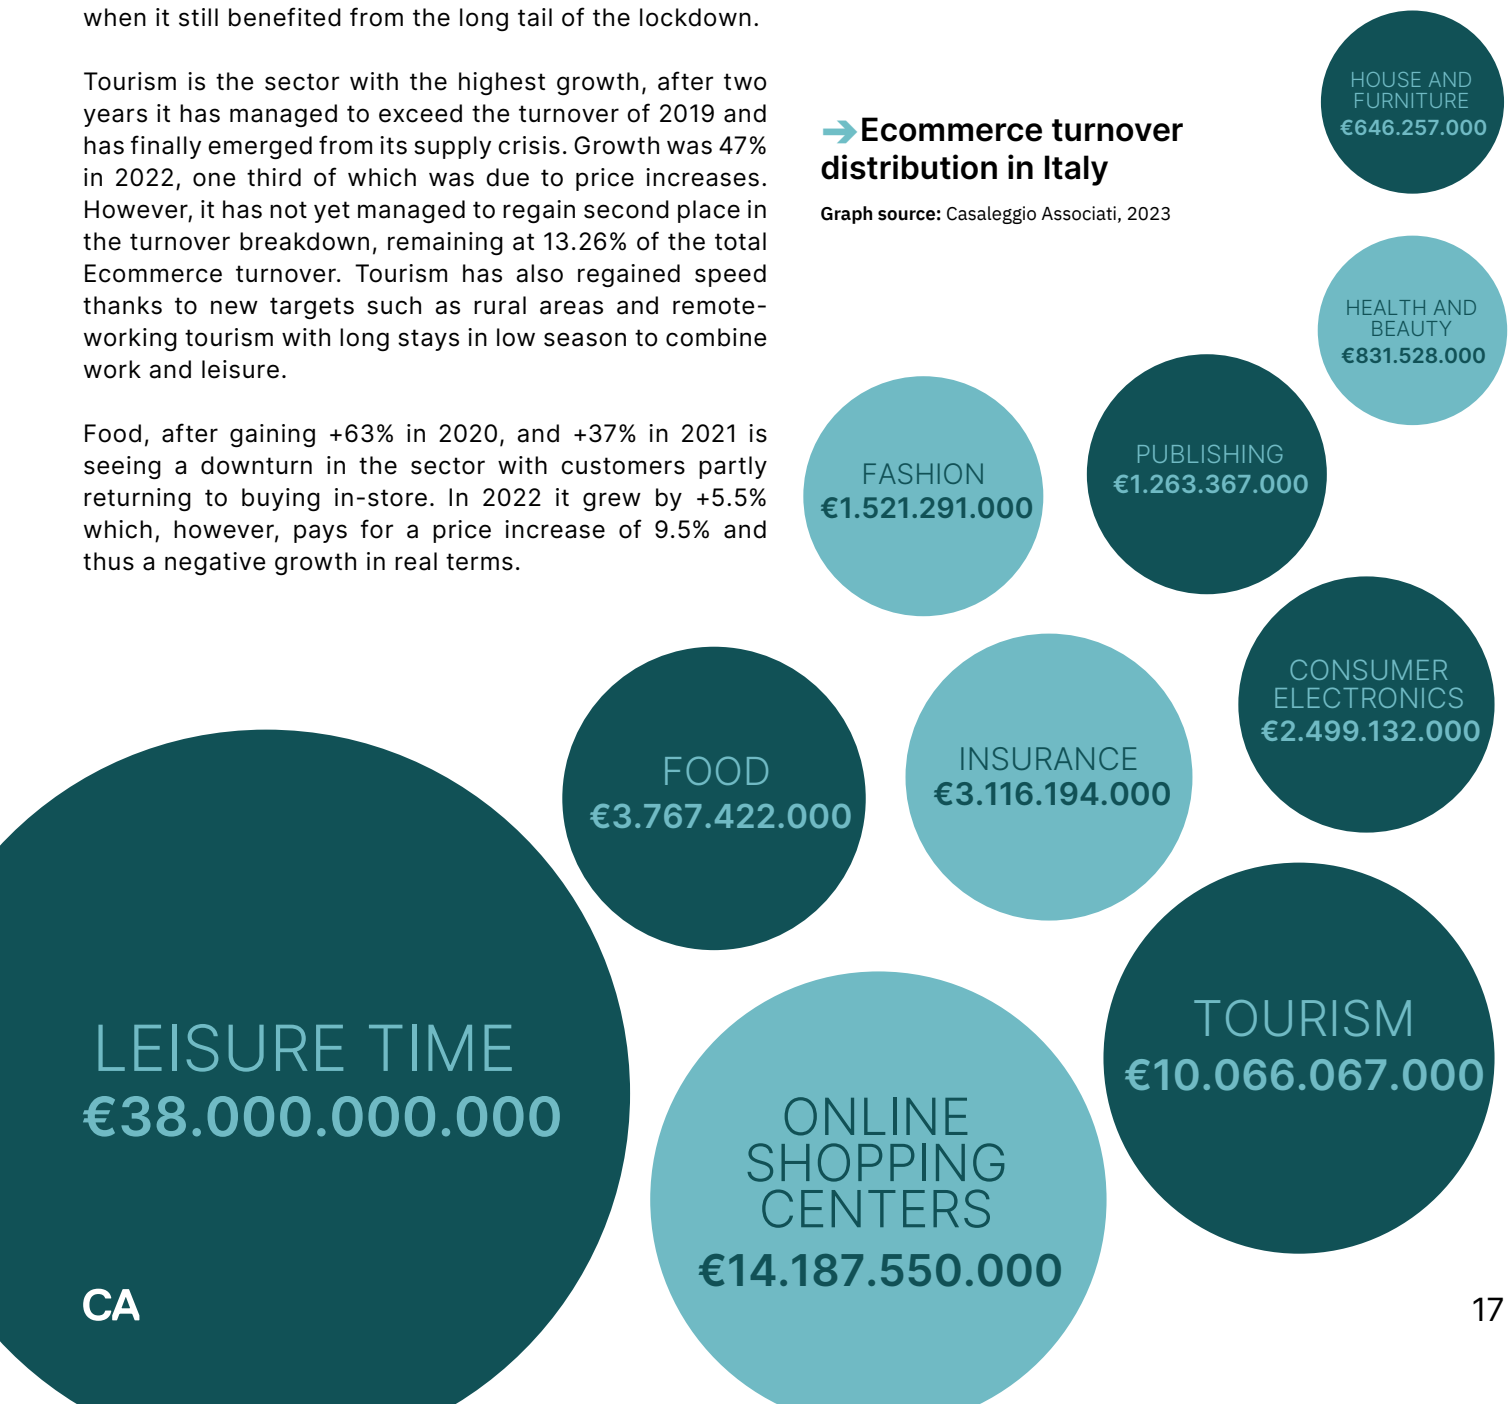 when it still benefited from the long tail of the lockdown.
Tourism is the sector with the highest growth, after two
years it has managed to exceed the turnover of 2019 and
has finally emerged from its supply crisis. Growth was 47%
in 2022, one third of which was due to price increases.
However, it has not yet managed to regain second place in
the turnover breakdown, remaining at 13.26% of the total
Ecommerce turnover. Tourism has also regained speed
thanks to new targets such as rural areas and remote-
working tourism with long stays in low season to combine
work and leisure.
Food, after gaining +63% in 2020, and +37% in 2021 is
seeing a downturn in the sector with customers partly
returning to buying in-store. In 2022 it grew by +5.5%
which, however, pays for a price increase of 9.5% and
thus a negative growth in real terms.
➔Ecommerce turnover
distribution in Italy
Graph source: Casaleggio Associati, 2023
HOUSE AND
FURNITURE
€646.257.000
HEALTH AND
BEAUTY
€831.528.000
FASHION
€1.521.291.000
PUBLISHING
€1.263.367.000
CONSUMER
ELECTRONICS
€2.499.132.000
FOOD
€3.767.422.000
INSURANCE
€3.116.194.000
LEISURE TIME
€38.000.000.000
ONLINE
SHOPPING
CENTERS
€14.187.550.000
TOURISM
€10.066.067.000
CA
17